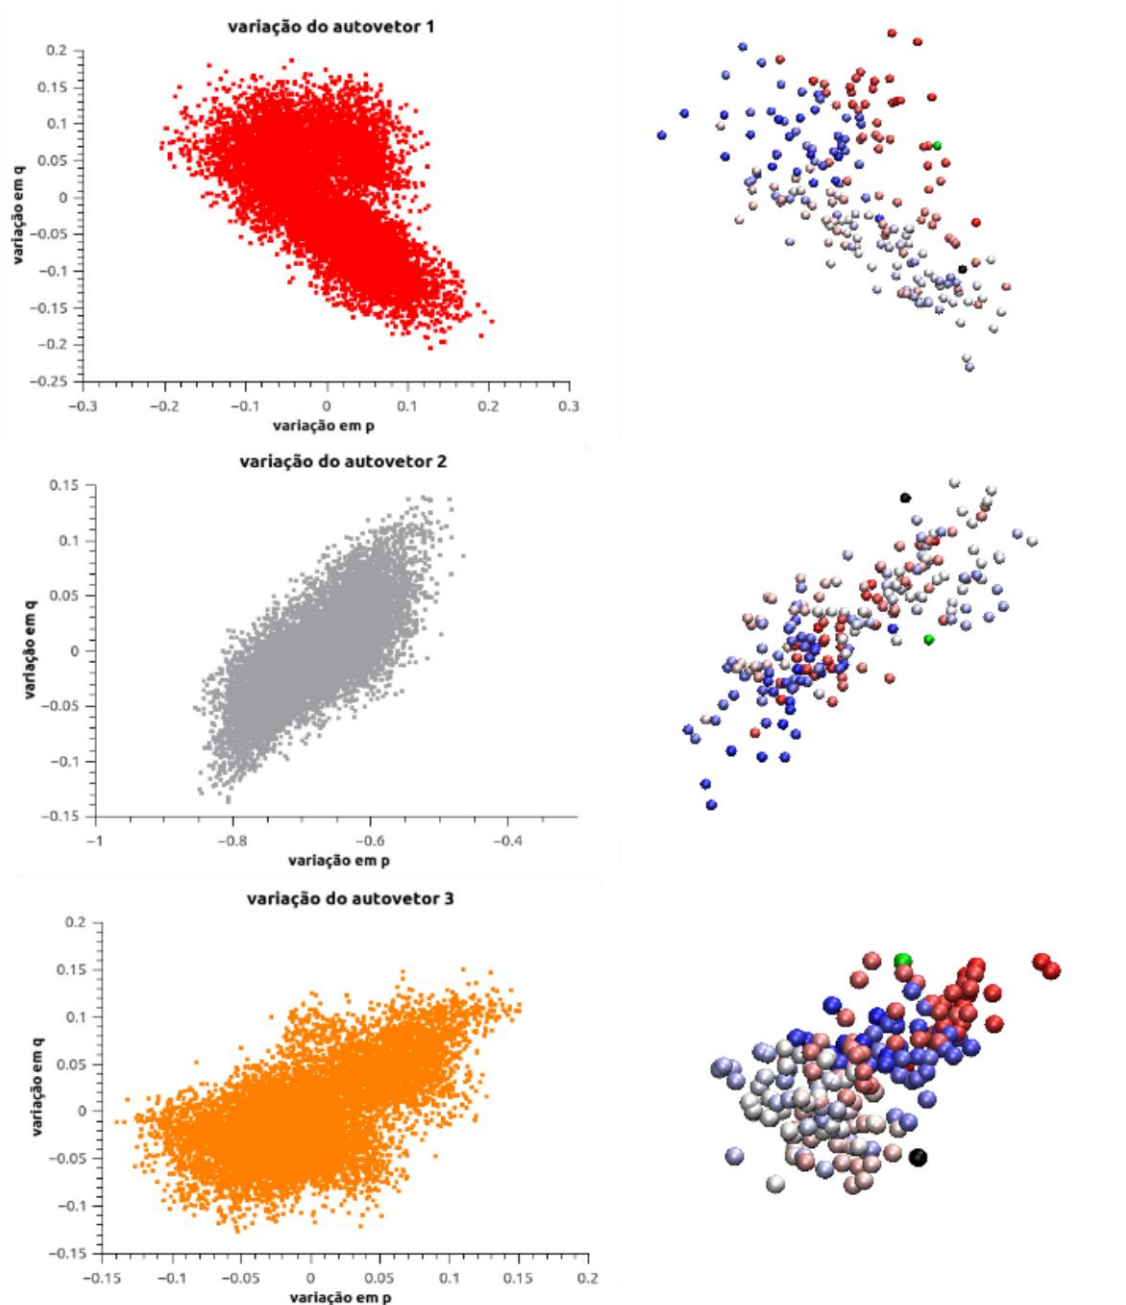 variação do autovetor 1
0.2
0.15
0.1
0.05
0
−0.05
−0.1
−0.15
−0.2
−0.25
variação em q
−0.3 −0.2 −0.1 0 0.1 0.2 0.3
variação em p
variação do autovetor 2
0.15
0.1
0.05
0
−0.05
−0.1
−0.15
variação em q
−1 −0.8 −0.6 −0.4
variação em p
variação do autovetor 3
0.2
0.15
0.1
0.05
0
−0.05
−0.1
−0.15
variação em q
−0.15 −0.1 −0.05 0 0.05 0.1 0.15 0.2
variação em p